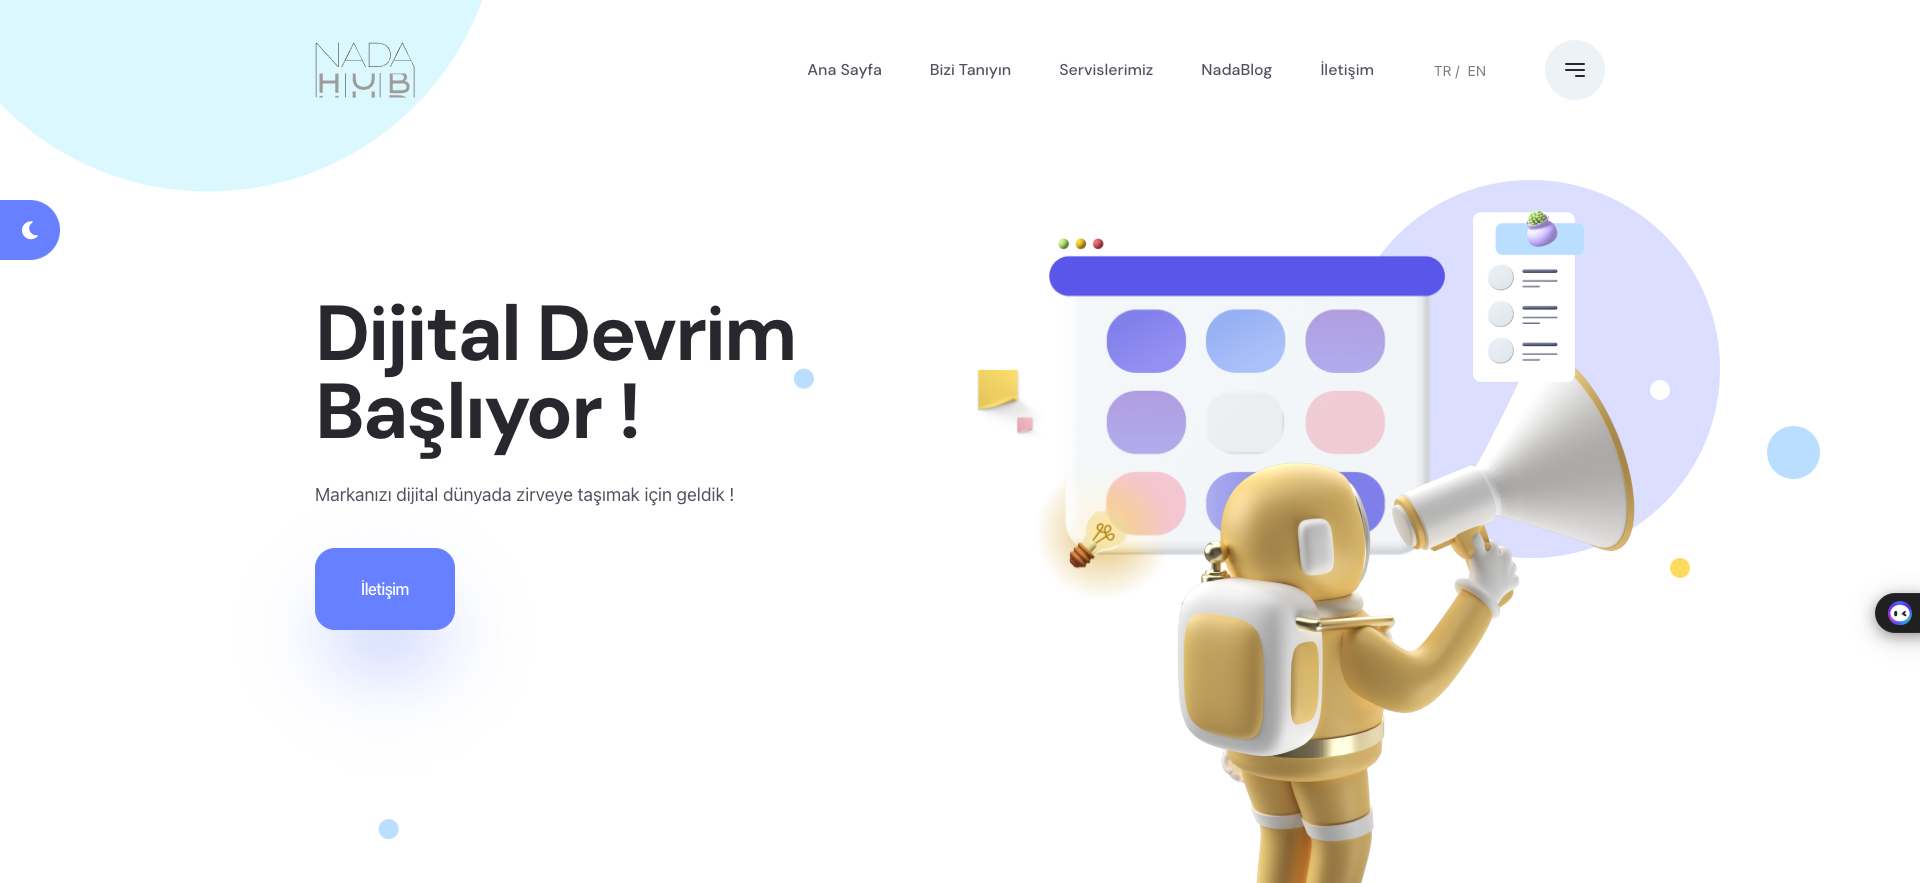 NADA
HUB
Ana Sayfa
Bizi Tanıyın
Servislerimiz
NadaBlog
İletişim
TR / EN
Dijital Devrim
Başlıyor !
Markanızı dijital dünyada zirveye taşımak için geldik !
İletişim